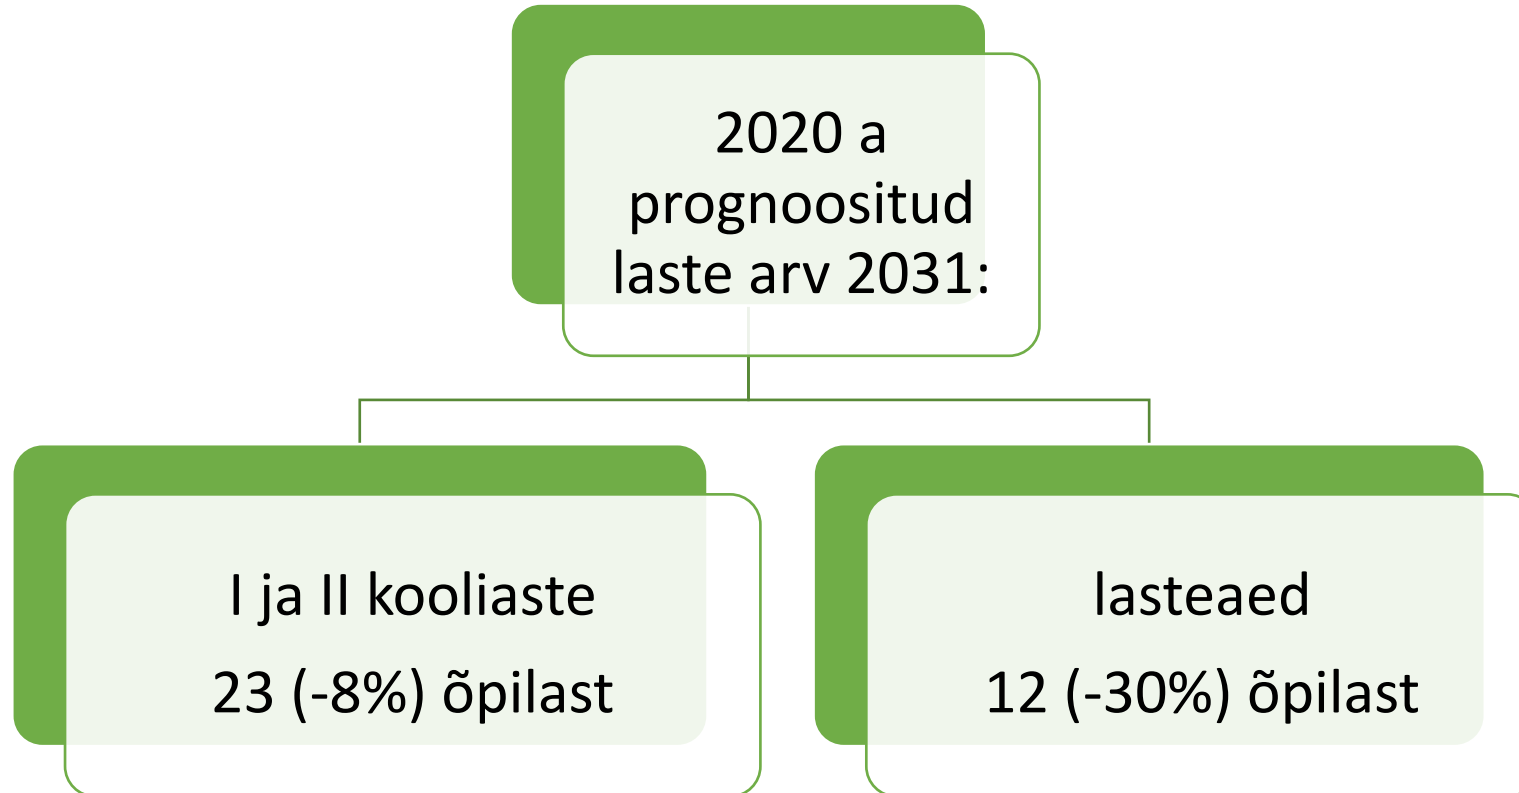 2020 a
prognoositud
laste arv 2031:
I ja II kooliaste
23 (-8%) õpilast
lasteaed
12 (-30%) õpilast